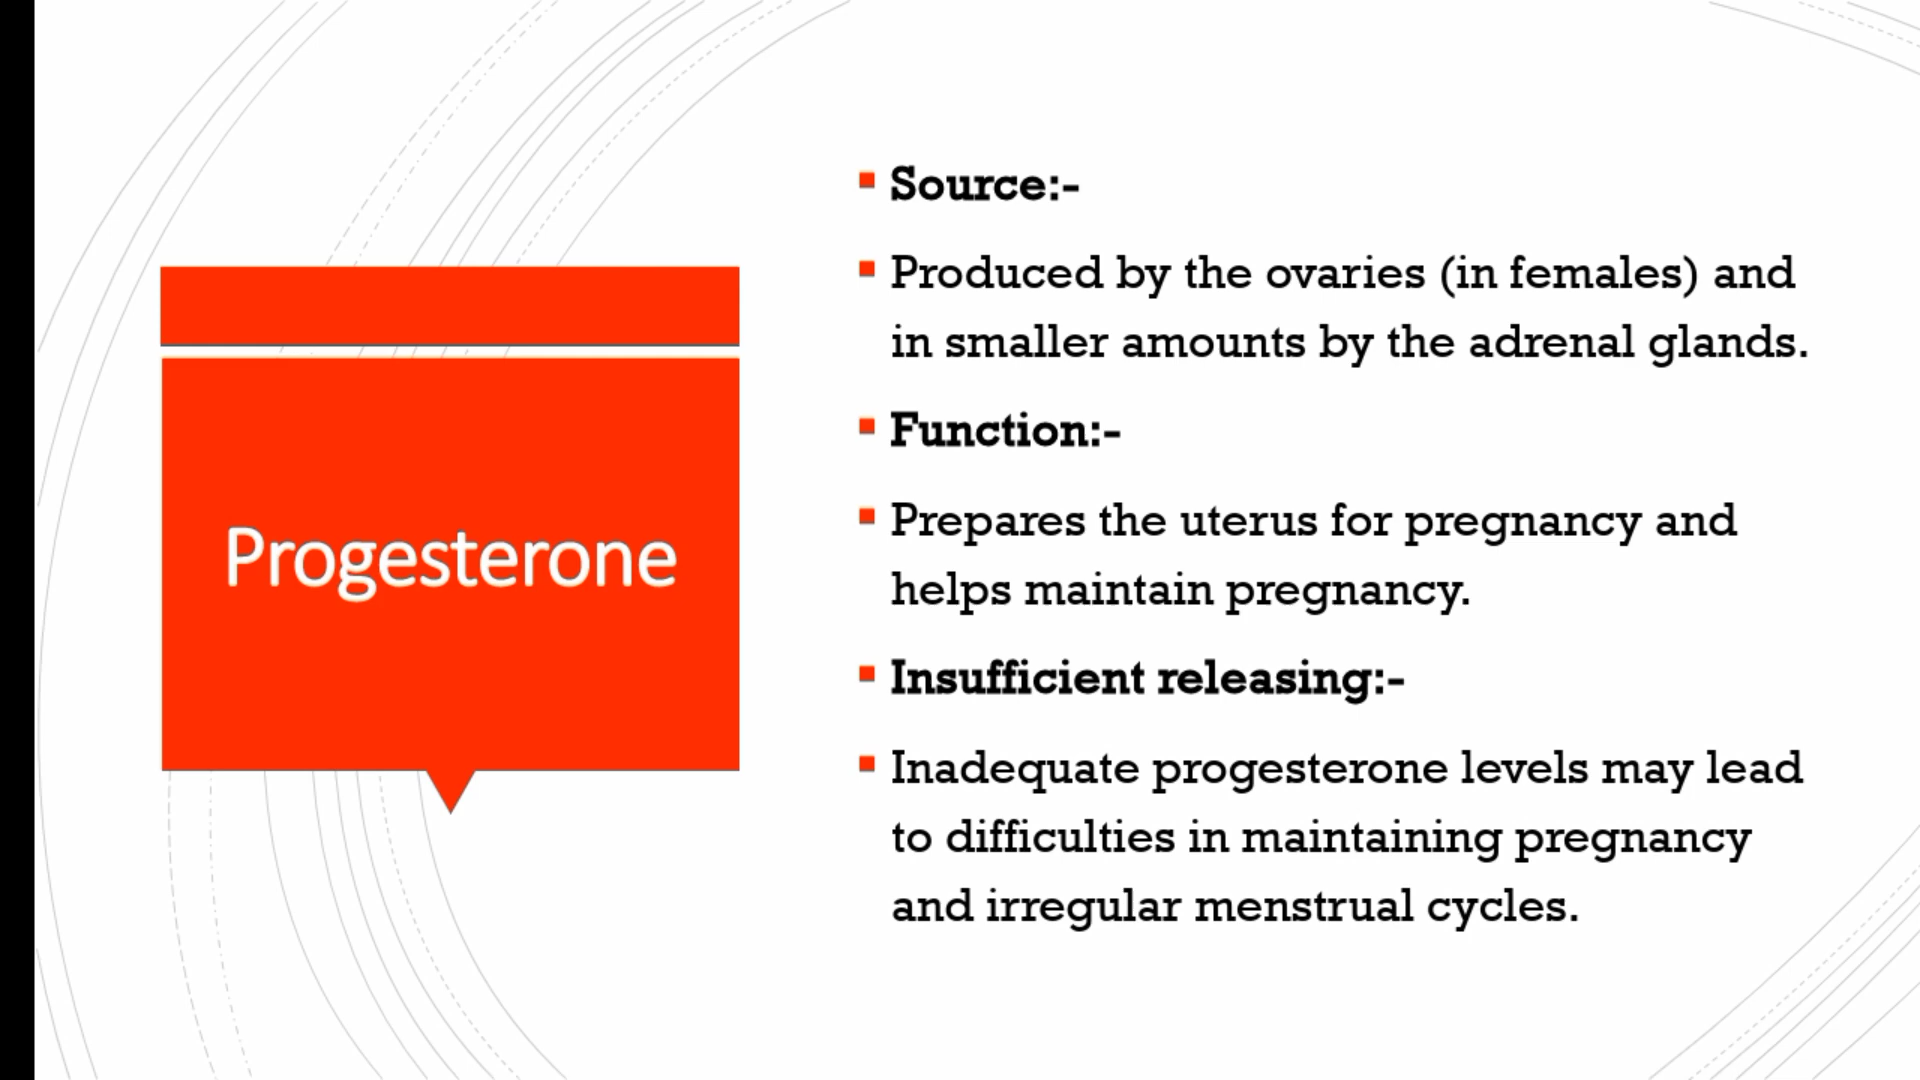 Progesterone
Source:-
Produced by the ovaries (in females) and
in smaller amounts by the adrenal glands.
Function:-
Prepares the uterus for pregnancy and
helps maintain pregnancy.
Insufficient releasing:-
Inadequate progesterone levels may lead
to difficulties in maintaining pregnancy
and irregular menstrual cycles.